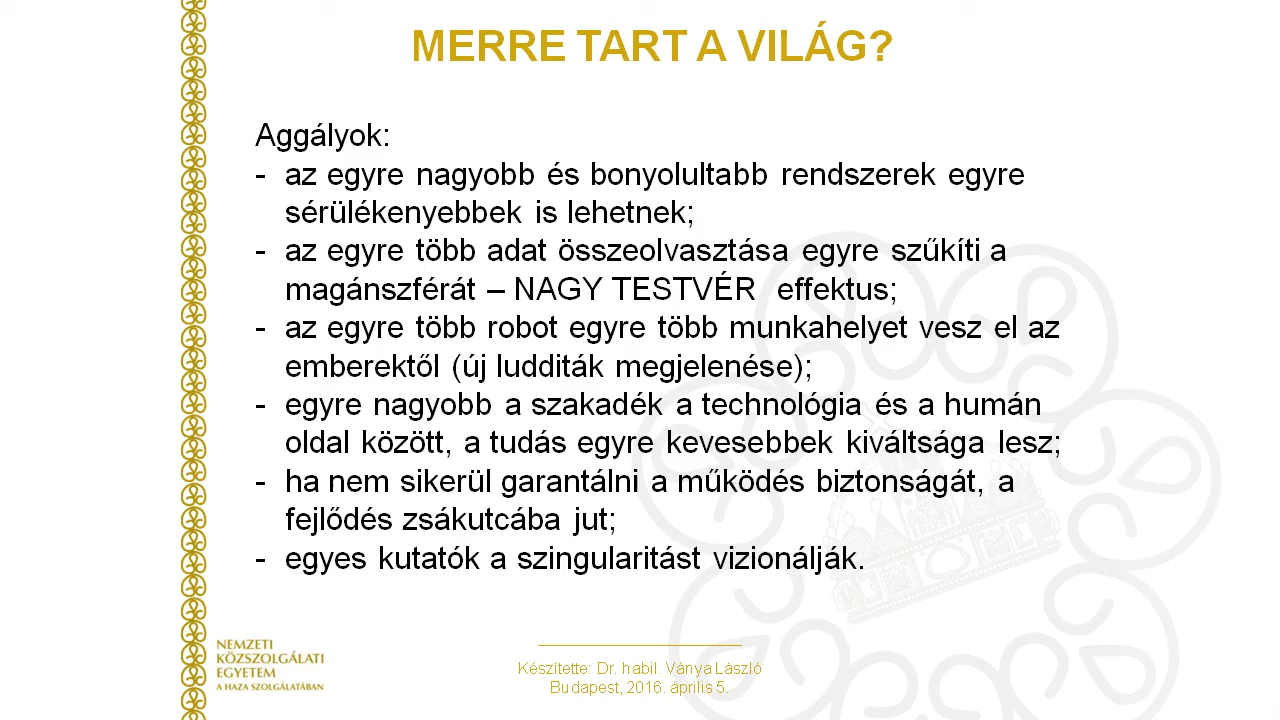 MERRE TART A VILÁG?
Aggályok:
- az egyre nagyobb és bonyolultabb rendszerek egyre
sérülékenyebbek is lehetnek;
- az egyre több adat összeolvasztása egyre szűkíti a
magánszférát – NAGY TESTVÉR effektus;
- az egyre több robot egyre több munkahelyet vesz el az
emberektől (új ludditák megjelenése);
- egyre nagyobb a szakadék a technológia és a humán
oldal között, a tudás egyre kevesebbek kiváltsága lesz;
- ha nem sikerül garantálni a működés biztonságát, a
fejlődés zsákutcába jut;
- egyes kutatók a szingularitást vizionálják.
NEMZETI
KÖZSZOLGÁLATI
EGYETEM
A HAZA SZOLGÁLATÁBAN
Készítette: Dr. habil. Ványa László
Budapest, 2016. április 5.